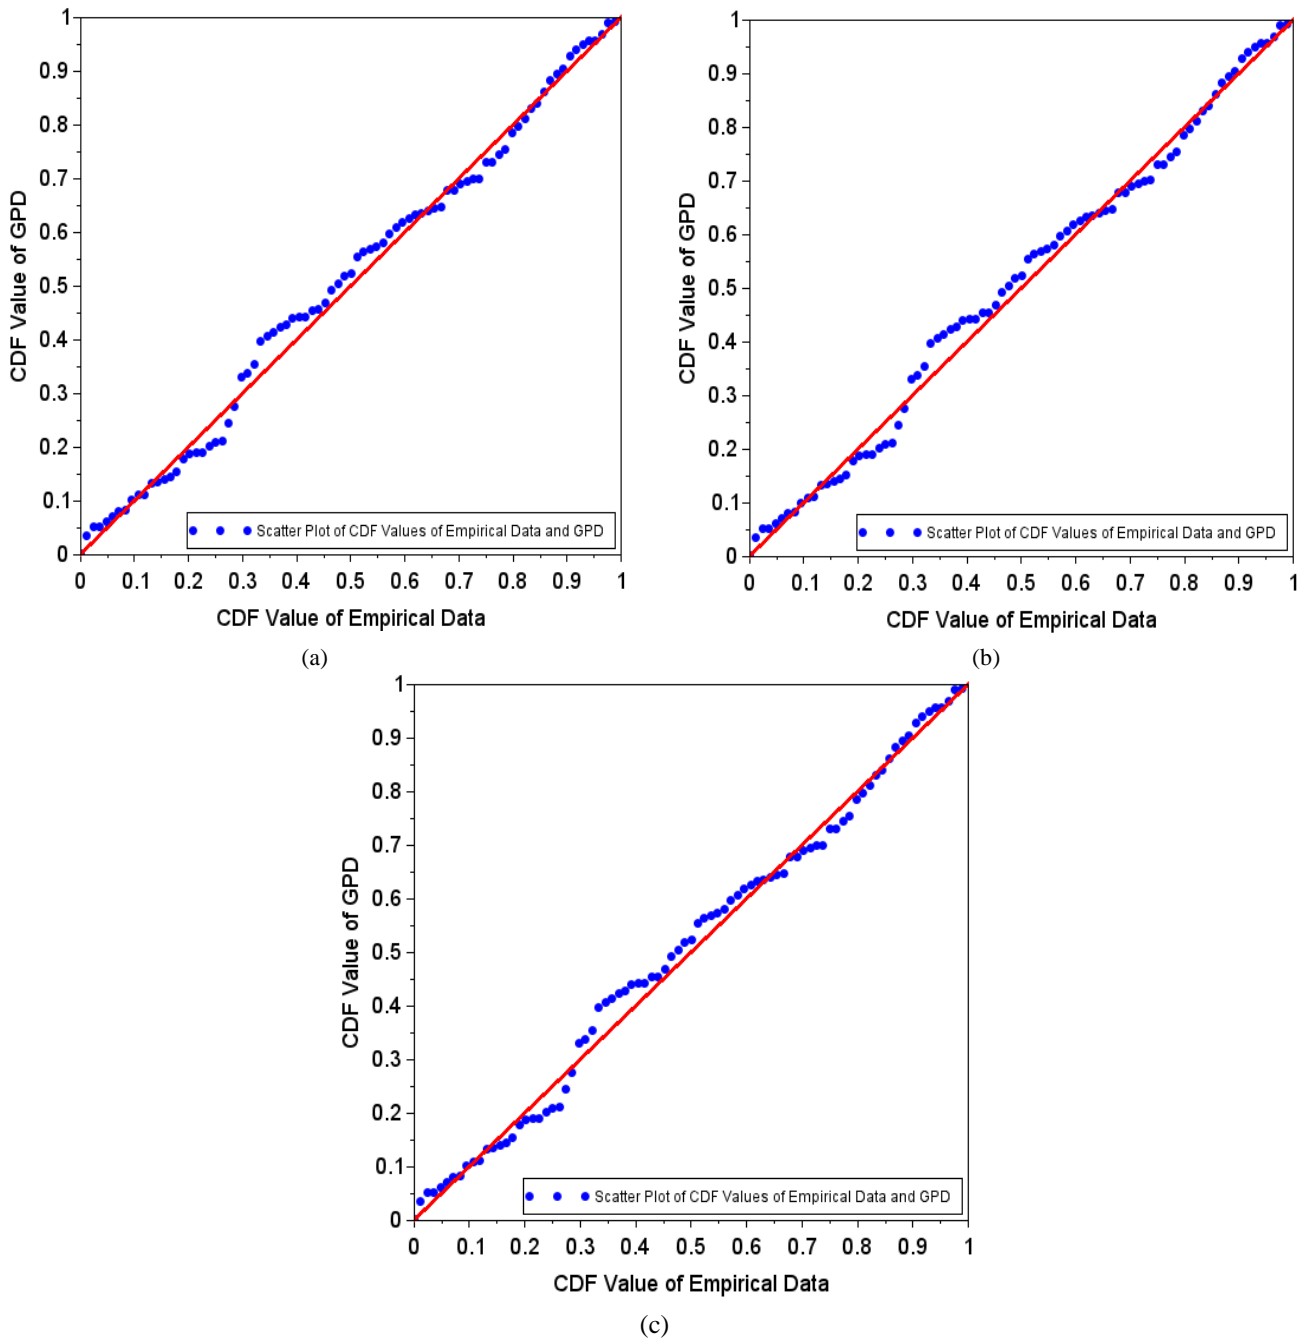 1
0.9
0.8
0.7
0.6
0.5
0.4
0.3
0.2
0.1
0
CDF Value of GPD
Scatter Plot of CDF Values of Empirical Data and GPD
0 0.1 0.2 0.3 0.4 0.5 0.6 0.7 0.8 0.9 1
CDF Value of Empirical Data
(a)
1
0.9
0.8
0.7
0.6
0.5
0.4
0.3
0.2
0.1
0
CDF Value of GPD
Scatter Plot of CDF Values of Empirical Data and GPD
0 0.1 0.2 0.3 0.4 0.5 0.6 0.7 0.8 0.9 1
CDF Value of Empirical Data
(b)
1
0.9
0.8
0.7
0.6
0.5
0.4
0.3
0.2
0.1
0
CDF Value of GPD
Scatter Plot of CDF Values of Empirical Data and GPD
0 0.1 0.2 0.3 0.4 0.5 0.6 0.7 0.8 0.9 1
CDF Value of Empirical Data
(c)